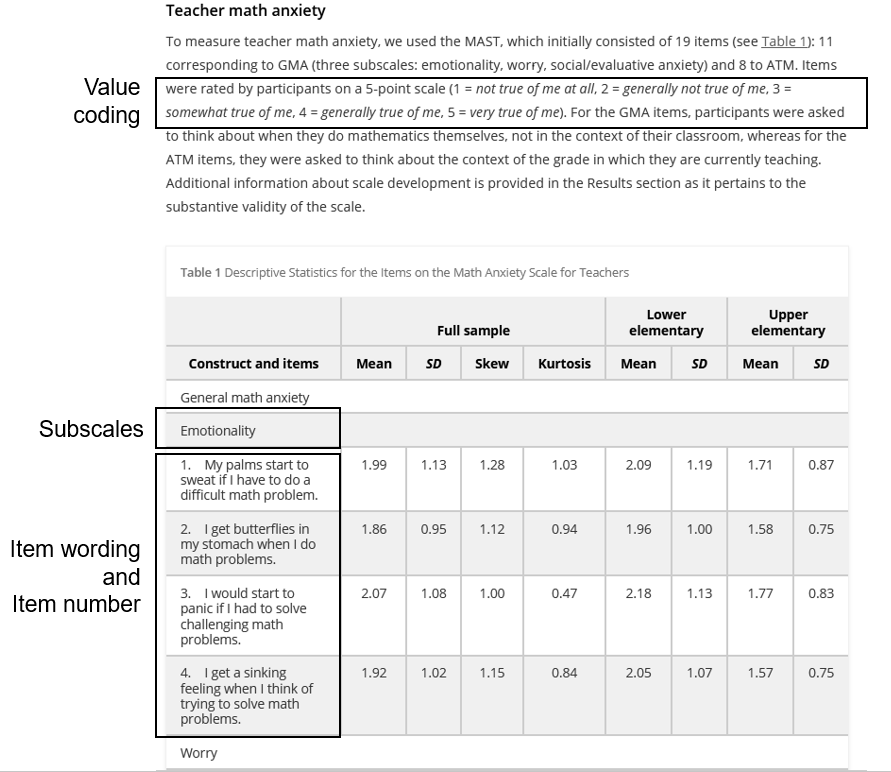 Teacher math anxiety
To measure teacher math anxiety, we used the MAST, which initially consisted of 19 items (see Table 1): 11
corresponding to GMA (three subscales: emotionality, worry, social/evaluative anxiety) and 8 to ATM. Items
Value
coding
were rated by participants on a 5-point scale (1 = not true of me at all, 2 = generally not true of me, 3 =
somewhat true of me, 4 = generally true of me, 5 = very true of me). For the GMA items, participants were asked
to think about when they do mathematics themselves, not in the context of their classroom, whereas for the
ATM items, they were asked to think about the context of the grade in which they are currently teaching.
Additional information about scale development is provided in the Results section as it pertains to the
substantive validity of the scale.
Table 1 Descriptive Statistics for the Items on the Math Anxiety Scale for Teachers
Full sample
Lower
elementary
Upper
elementary
Construct and items Mean SD Skew Kurtosis Mean SD Mean SD
General math anxiety
Subscales
Emotionality
Item wording
and
Item number
1. My palms start to
sweat if I have to do a
difficult math problem.
1.99 1.13 1.28 1.03 2.09 1.19 1.71 0.87
2. I get butterflies in
my stomach when I do
math problems.
1.86 0.95 1.12 0.94 1.96 1.00 1.58 0.75
3. I would start to
panic if I had to solve
challenging math
problems.
2.07 1.08 1.00 0.47 2.18 1.13 1.77 0.83
4. I get a sinking
feeling when I think of
trying to solve math
problems.
1.92 1.02 1.15 0.84 2.05 1.07 1.57 0.75
Worry